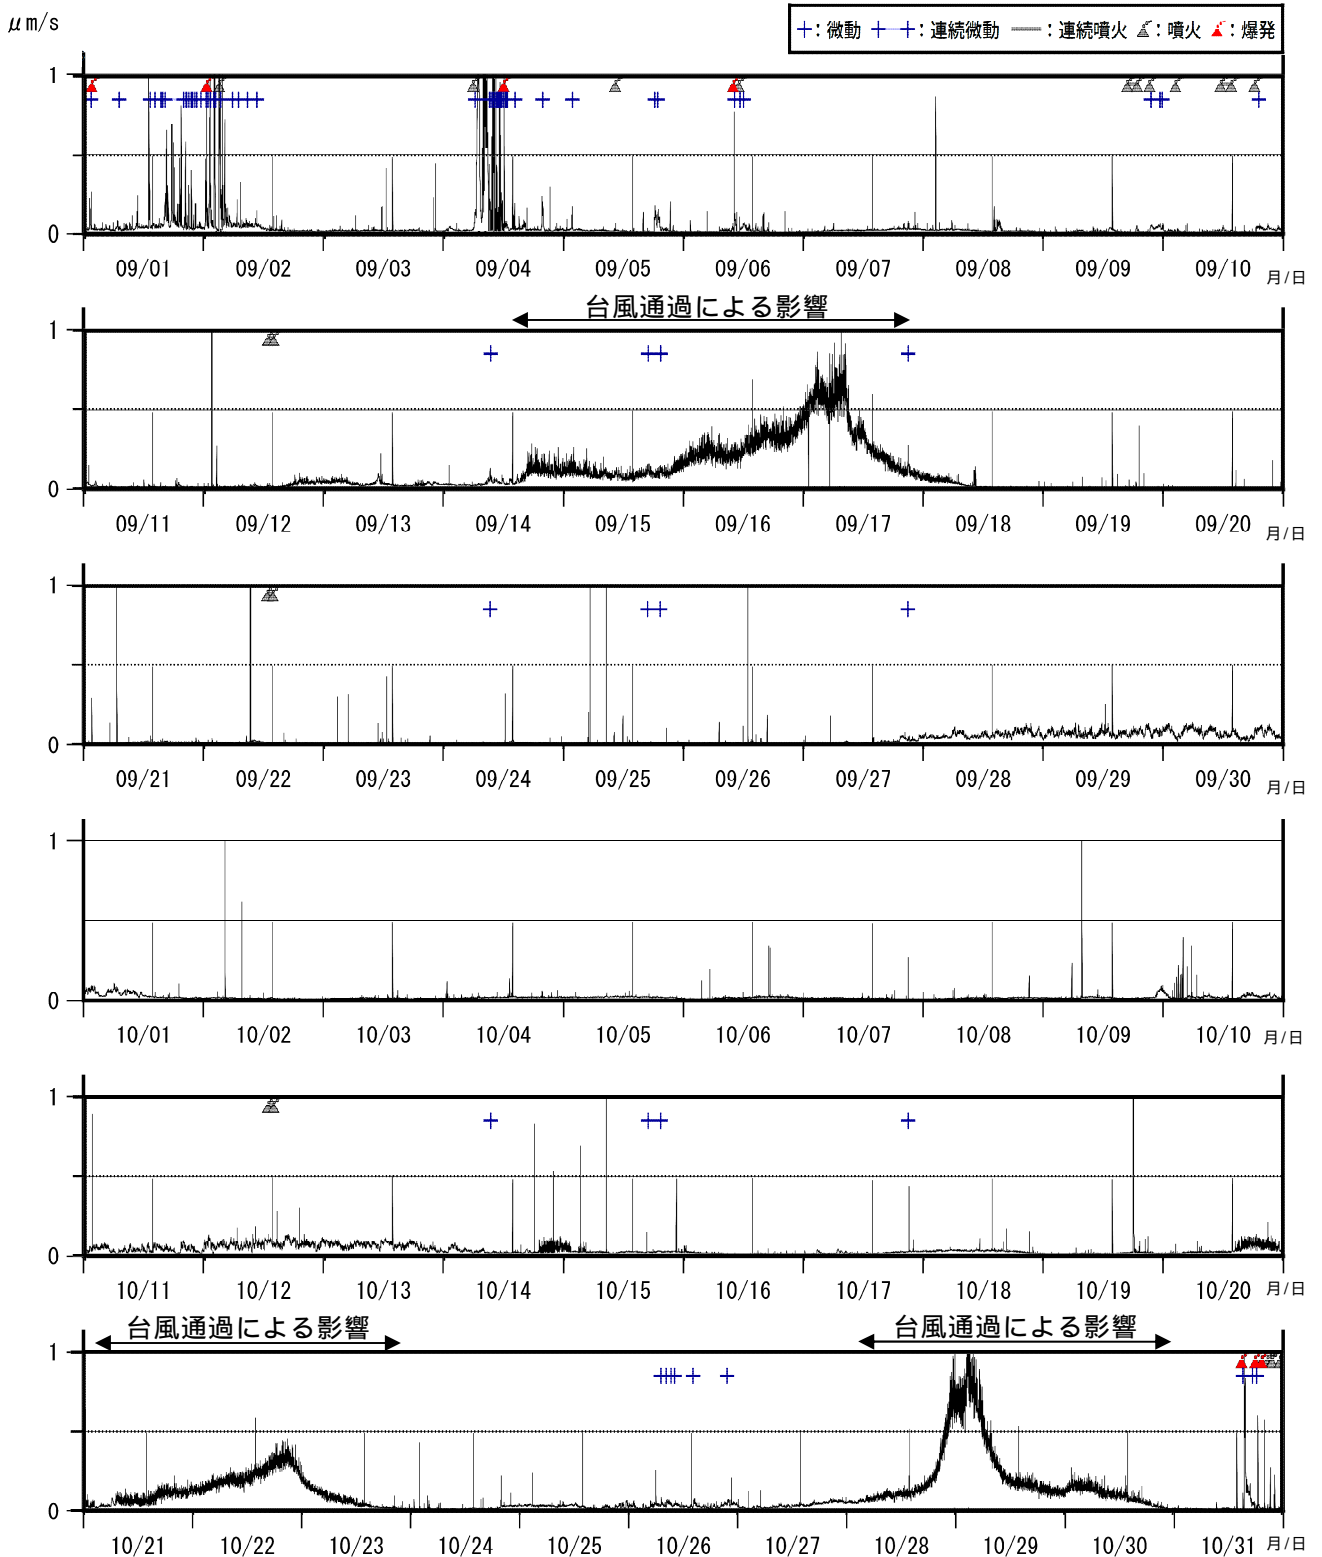 μm/s
+：微動 +—+：連続微動 ——：連続噴火 ：噴火 ：爆発
1
0
09/01 09/02 09/03 09/04 09/05 09/06 09/07 09/08 09/09 09/10 月/日
台風通過による影響
1
0
09/11 09/12 09/13 09/14 09/15 09/16 09/17 09/18 09/19 09/20 月/日
1
0
09/21 09/22 09/23 09/24 09/25 09/26 09/27 09/28 09/29 09/30 月/日
1
0
10/01 10/02 10/03 10/04 10/05 10/06 10/07 10/08 10/09 10/10 月/日
1
0
10/11 10/12 10/13 10/14 10/15 10/16 10/17 10/18 10/19 10/20 月/日
台風通過による影響 台風通過による影響
1
0
10/21 10/22 10/23 10/24 10/25 10/26 10/27 10/28 10/29 10/30 10/31 月/日